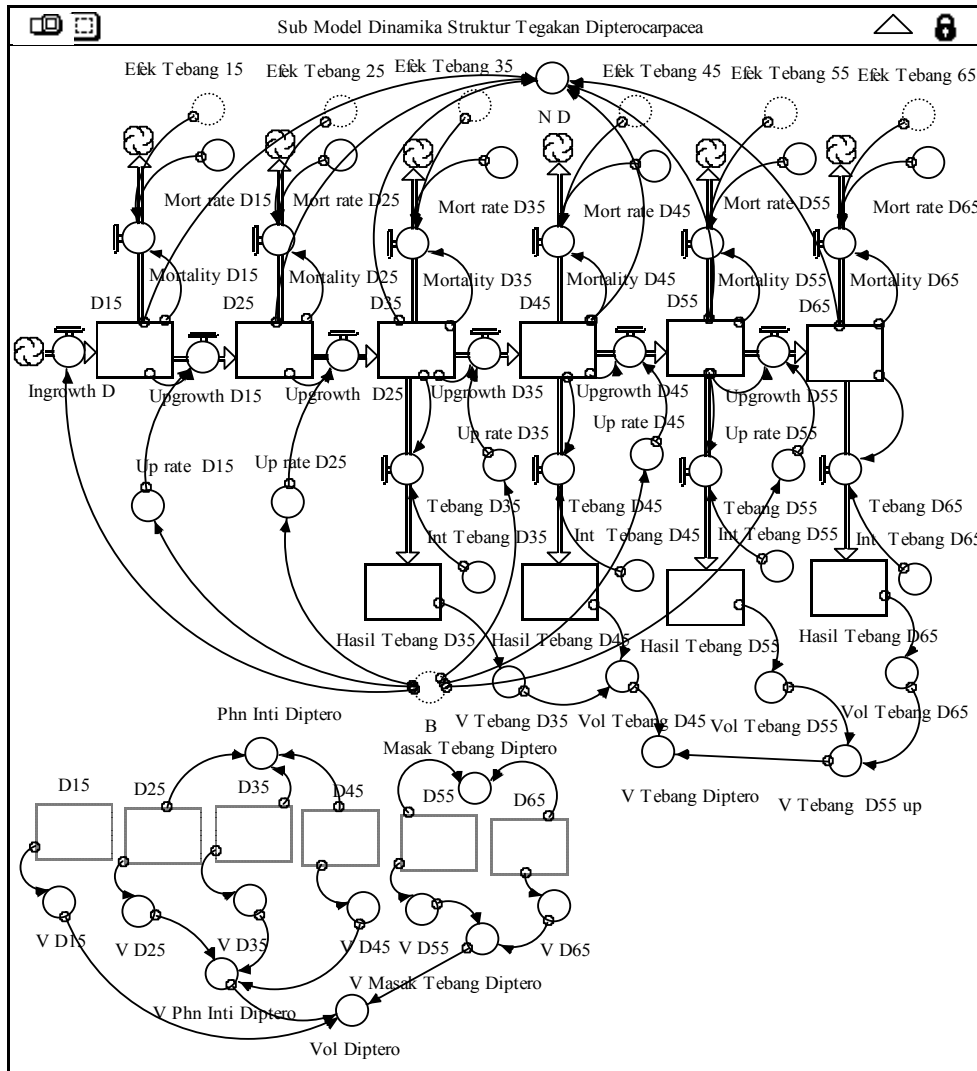 Sub Model Dinamika Struktur Tegakan Dipterocarpacea
Efek Tebang 15
Efek Tebang 25
Efek Tebang 35
Efek Tebang 45
Efek Tebang 55
Efek Tebang 65
N D
Mort rate D15
Mort rate D25
Mort rate D35
Mort rate D45
Mort rate D55
Mort rate D65
Mortality D15
Mortality D25
Mortality D35
Mortality D45
Mortality D55
Mortality D65
D15
D25
D35
D45
D55
D65
Ingrowth D
Upgrowth D15
Upgrowth D25
Upgrowth D35
Upgrowth D45
Upgrowth D55
Up rate D15
Up rate D25
Up rate D35
Up rate D45
Up rate D55
Tebang D35
Tebang D45
Tebang D55
Tebang D65
Int Tebang D35
Int Tebang D45
Int Tebang D55
Int Tebang D65
Hasil Tebang D35
Hasil Tebang D45
Hasil Tebang D55
Hasil Tebang D65
B
V Tebang D35
Vol Tebang D45
Vol Tebang D55
Vol Tebang D65
Phn Inti Diptero
Masak Tebang Diptero
V Tebang Diptero
V Tebang D55 up
D15
D25
D35
D45
D55
D65
V D15
V D25
V D35
V D45
V D55
V D65
V Phn Inti Diptero
V Masak Tebang Diptero
Vol Diptero